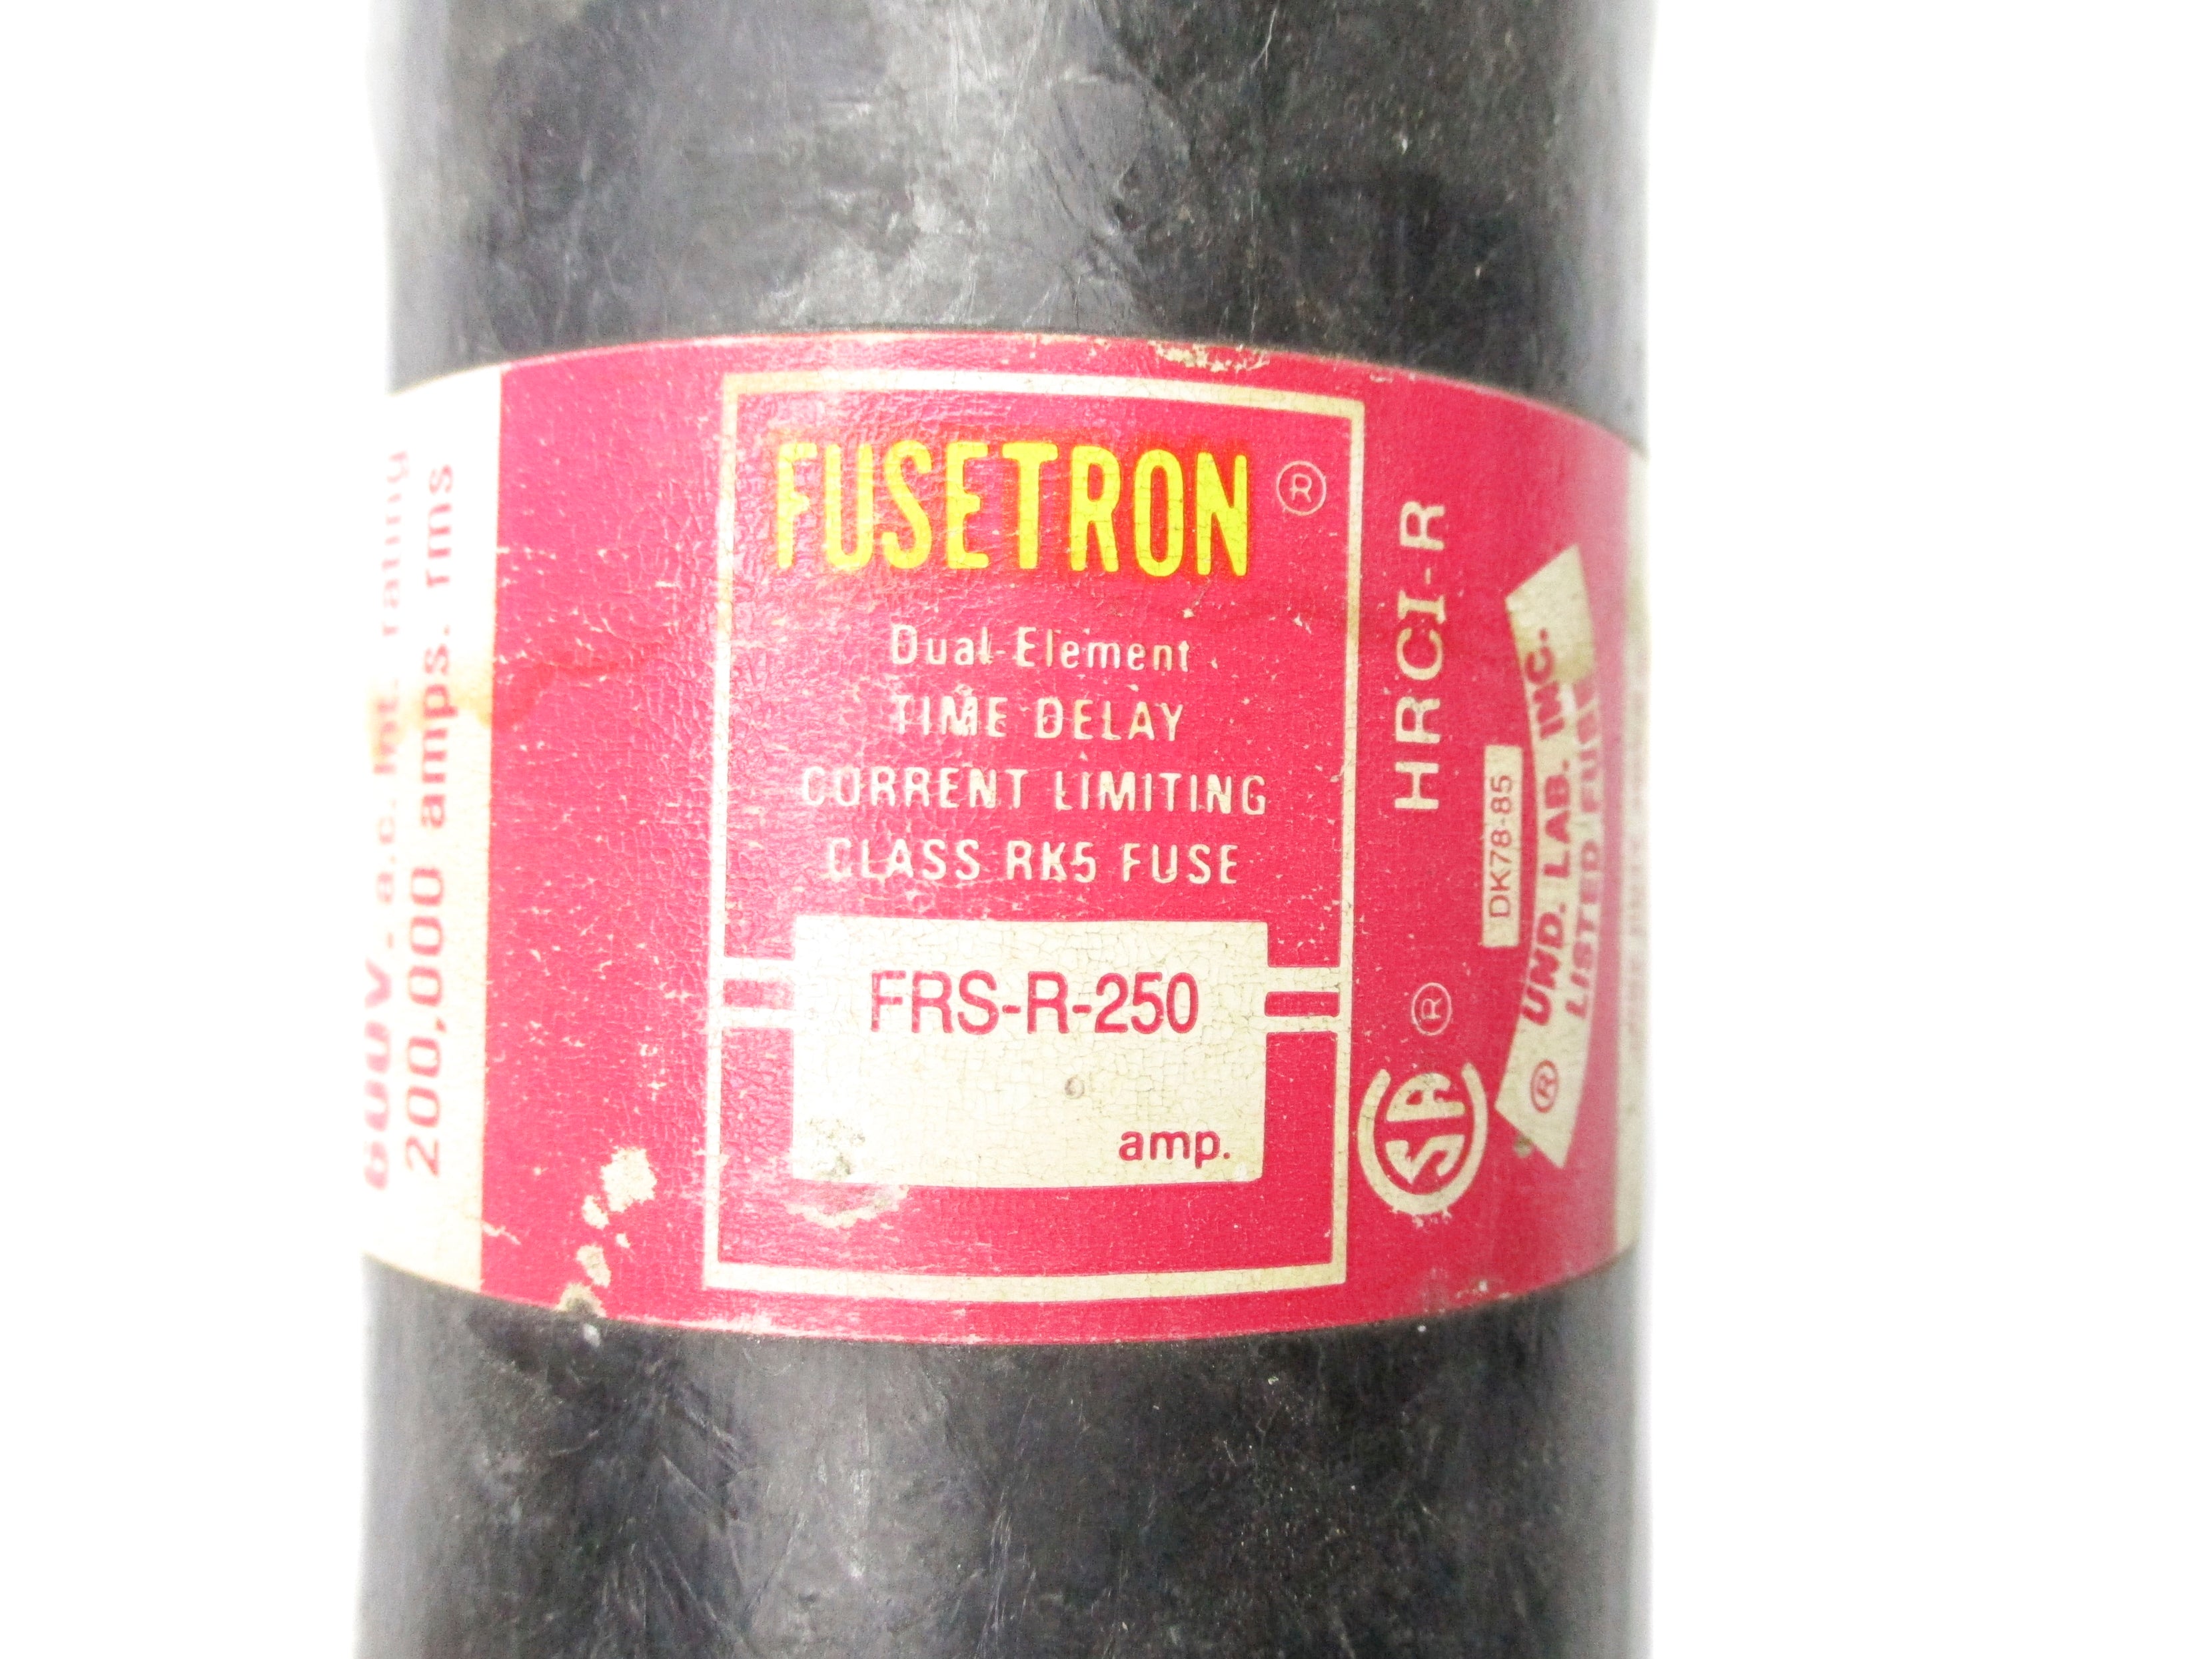 600V. a.c. Int. rating
200,000 amps. rms
FUSETRON ®
Dual-Element
TIME DELAY
CURRENT LIMITING
CLASS RK5 FUSE
FRS-R-250
amp.
HRCI-R
SA ®
DK78-85
® UND. LAB. INC.
LISTED FUSE